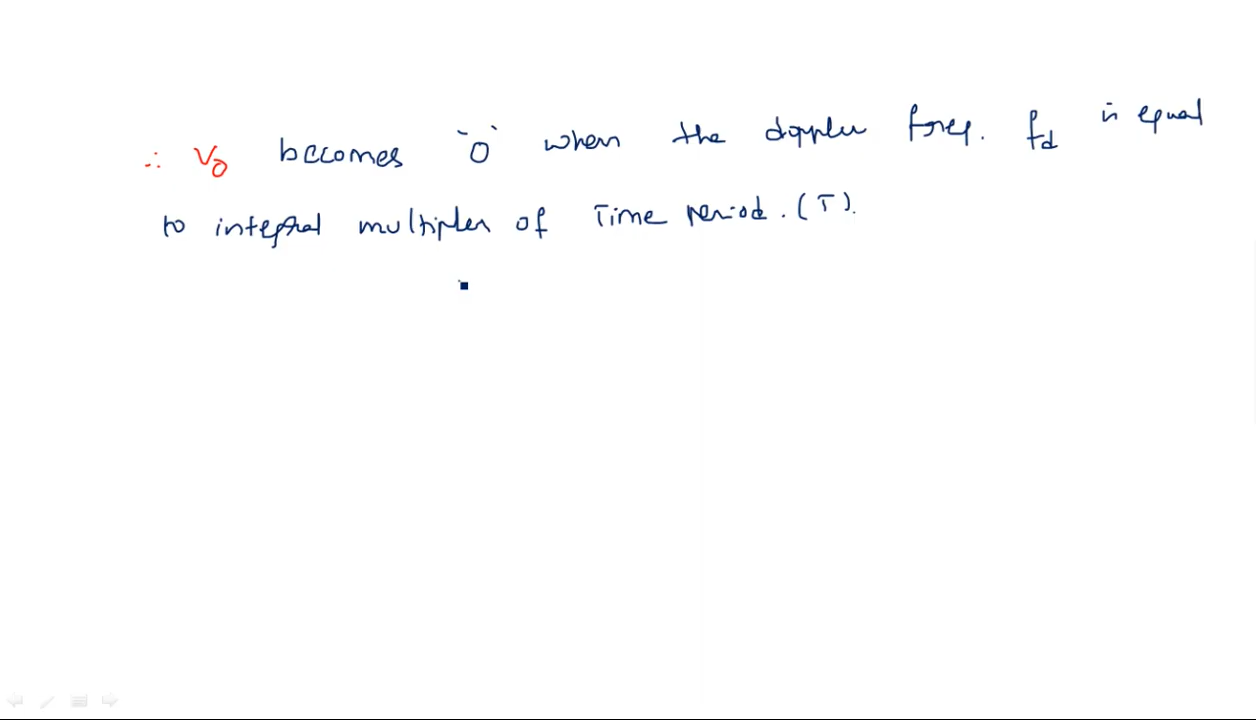 ∴ V₀ becomes '0' when the doppler freq. fd is equal
to integral multiples of Time period. (T).